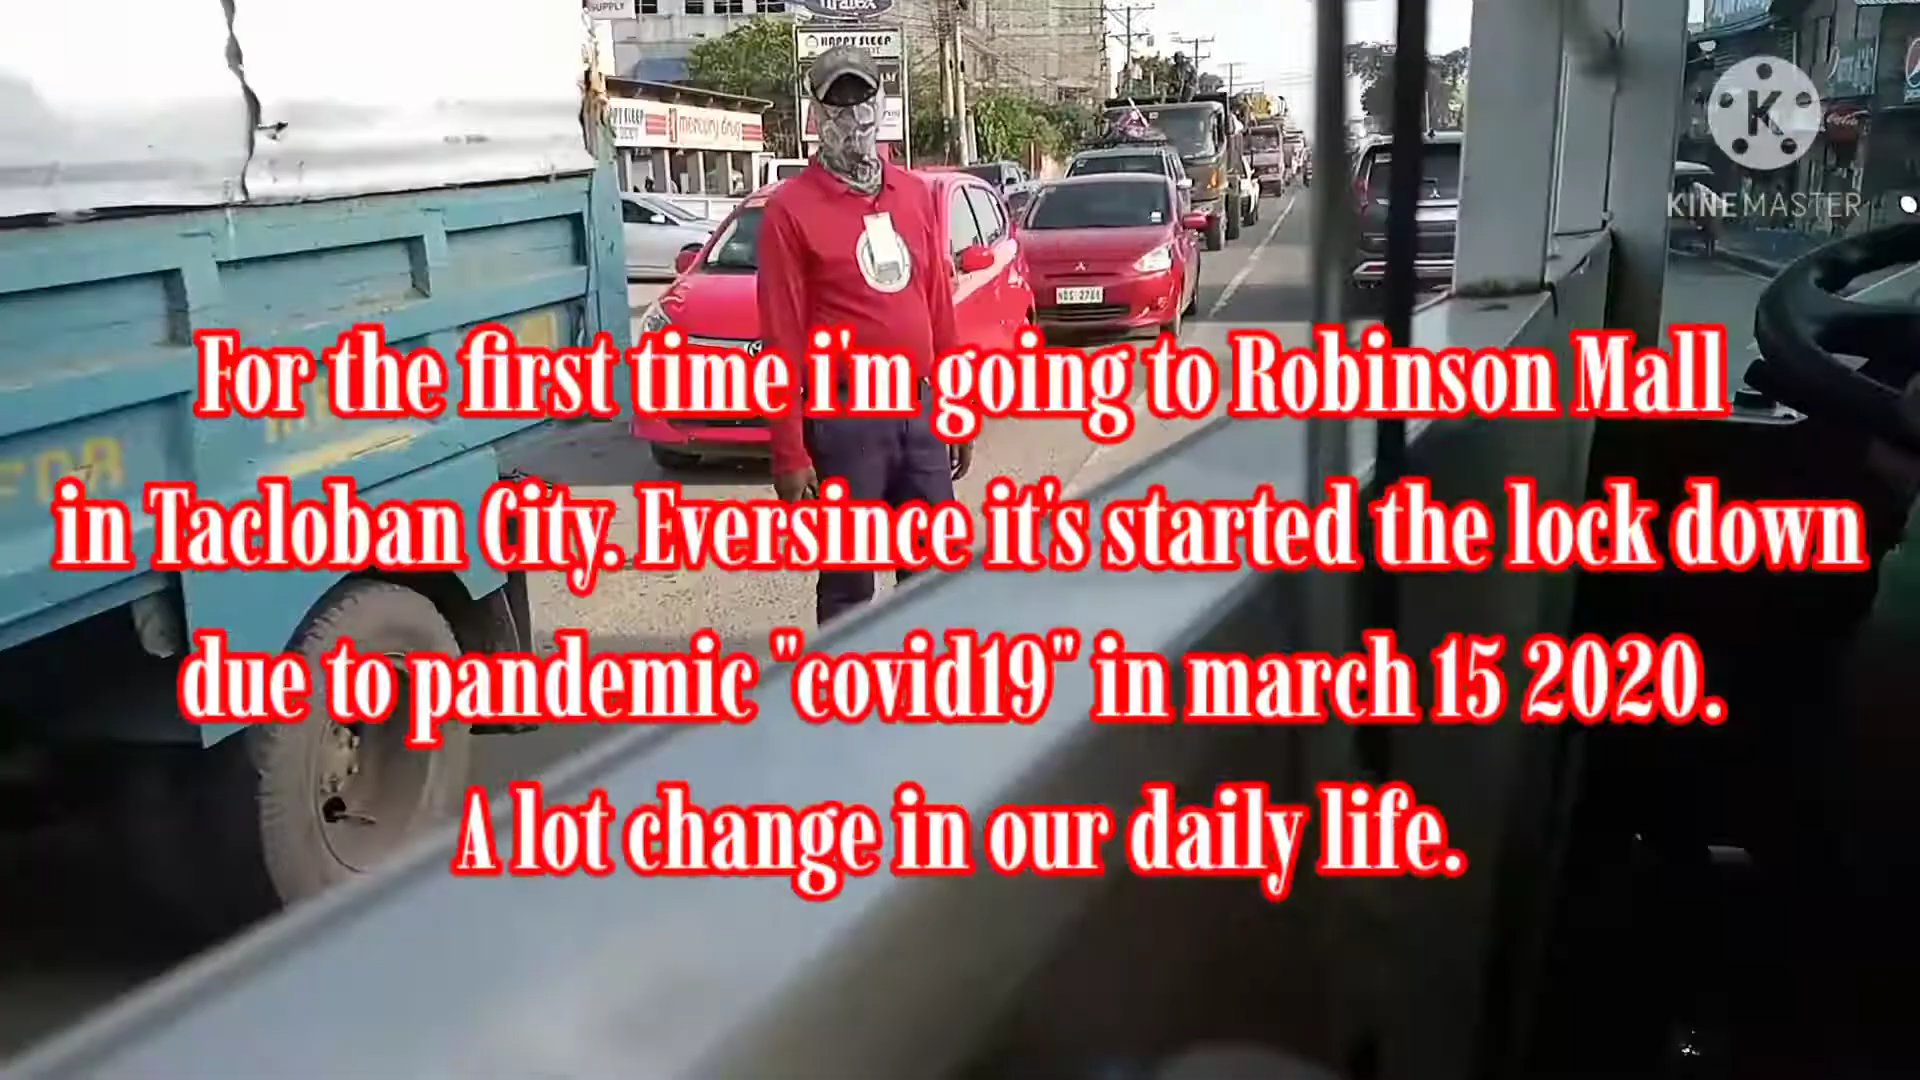 SUPPLY
HAPPY SLEEP
mercury drug
K
KINEMASTER
For the first time i'm going to Robinson Mall
in Tacloban City. Eversince it's started the lock down
due to pandemic "covid19" in march 15 2020.
A lot change in our daily life.